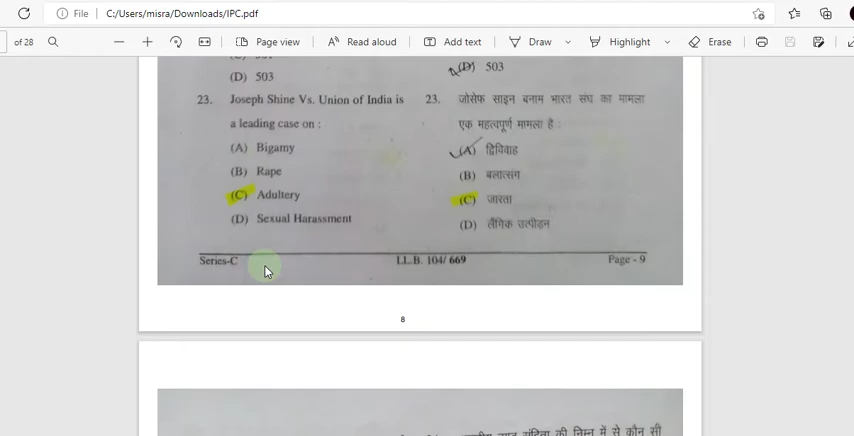 File
C:/Users/misra/Downloads/IPC.pdf
of 28
Page view
Read aloud
Add text
Draw
Highlight
Erase
(D) 503
(D) 503
23. Joseph Shine Vs. Union of India is
a leading case on :
(A) Bigamy
(B) Rape
(C) Adultery
(D) Sexual Harassment
23. जोसेफ साइन बनाम भारत संघ का मामला
एक महत्वपूर्ण मामला है :
(A) द्विविवाह
(B) बलात्संग
(C) जारता
(D) लैंगिक उत्पीड़न
Series-C LL.B. 104/ 669 Page - 9
8
की निम्न में से कौन सी